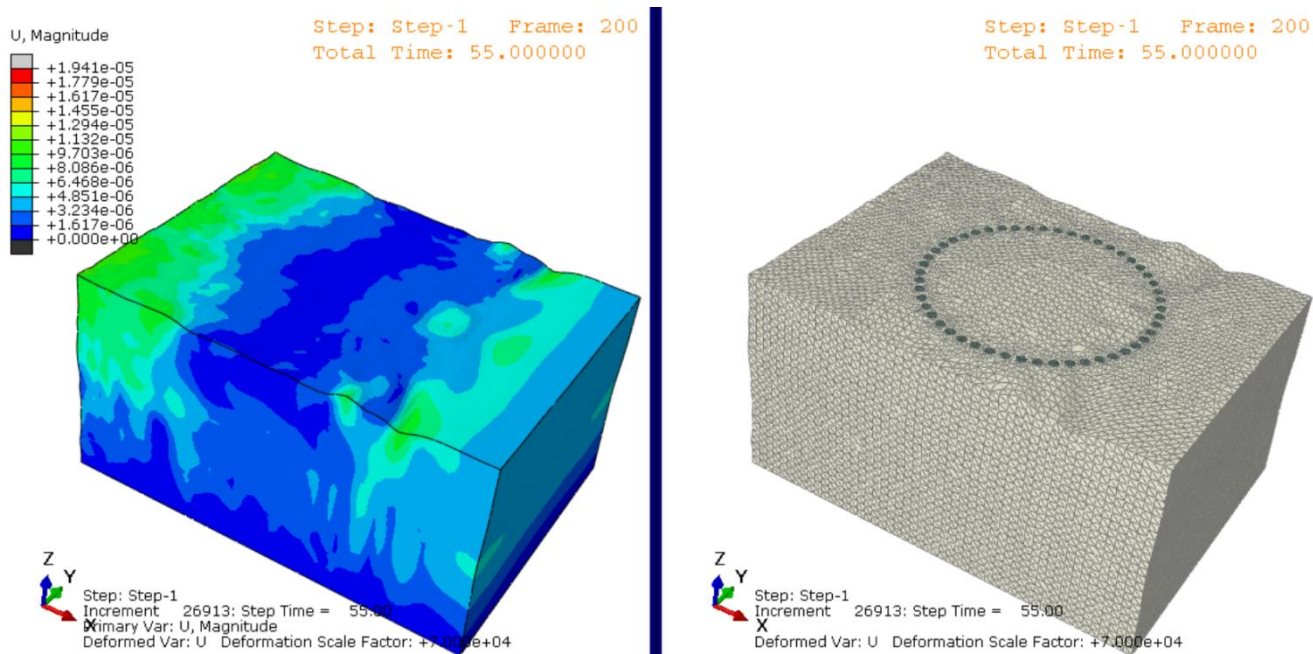 Step: Step-1 Frame: 200
Total Time: 55.000000
U, Magnitude
+1.941e-05
+1.779e-05
+1.617e-05
+1.455e-05
+1.294e-05
+1.132e-05
+9.703e-06
+8.086e-06
+6.468e-06
+4.851e-06
+3.234e-06
+1.617e-06
+0.000e+00
Z
Y
X
Step: Step-1
Increment 26913: Step Time = 55.00
Primary Var: U, Magnitude
Deformed Var: U Deformation Scale Factor: +7.000e+04
Step: Step-1 Frame: 200
Total Time: 55.000000
Z
Y
X
Step: Step-1
Increment 26913: Step Time = 55.00
Deformed Var: U Deformation Scale Factor: +7.000e+04